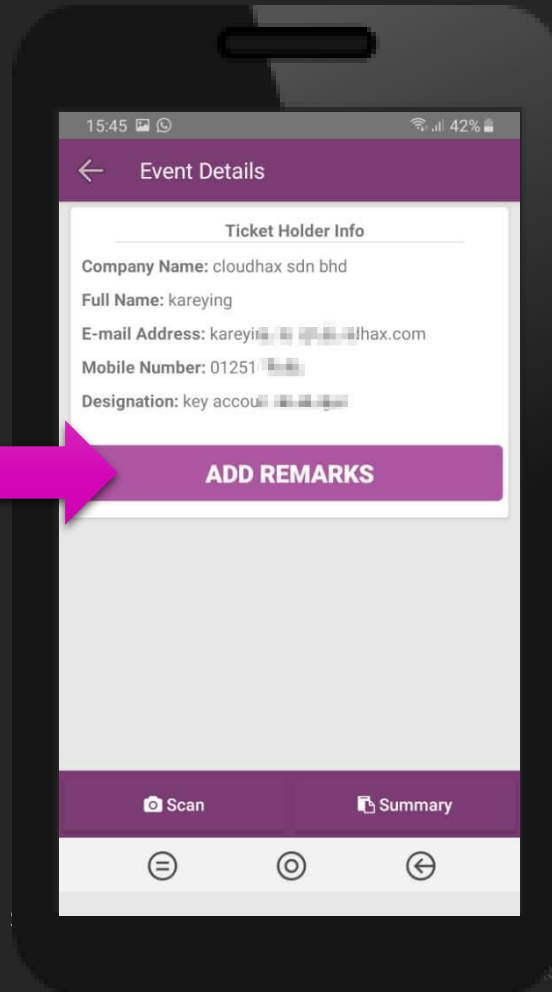 15:45 42%
Event Details
Ticket Holder Info
Company Name: cloudhax sdn bhd
Full Name: kareying
E-mail Address:
Mobile Number:
Designation: key
ADD REMARKS
Scan Summary